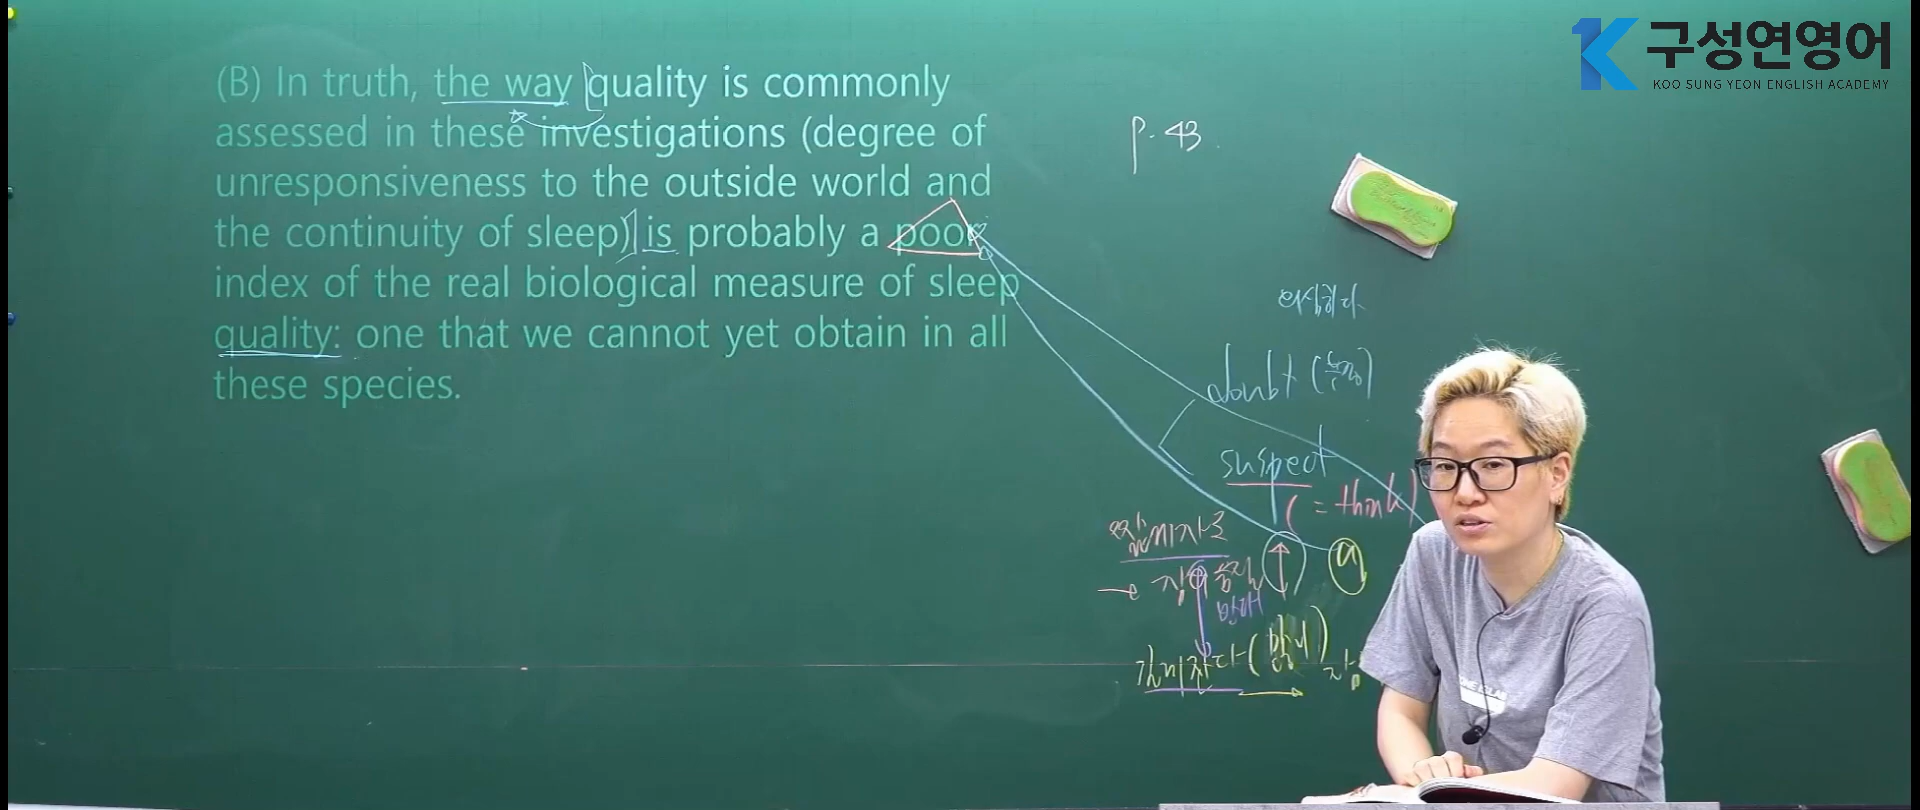 구성연영어
KOO SUNG YEON ENGLISH ACADEMY
(B) In truth, the way quality is commonly
assessed in these investigations (degree of
unresponsiveness to the outside world and
the continuity of sleep) is probably a poor
index of the real biological measure of sleep
quality: one that we cannot yet obtain in all
these species.
p. 43
의심하다
doubt (부정)
suspect
(= think)